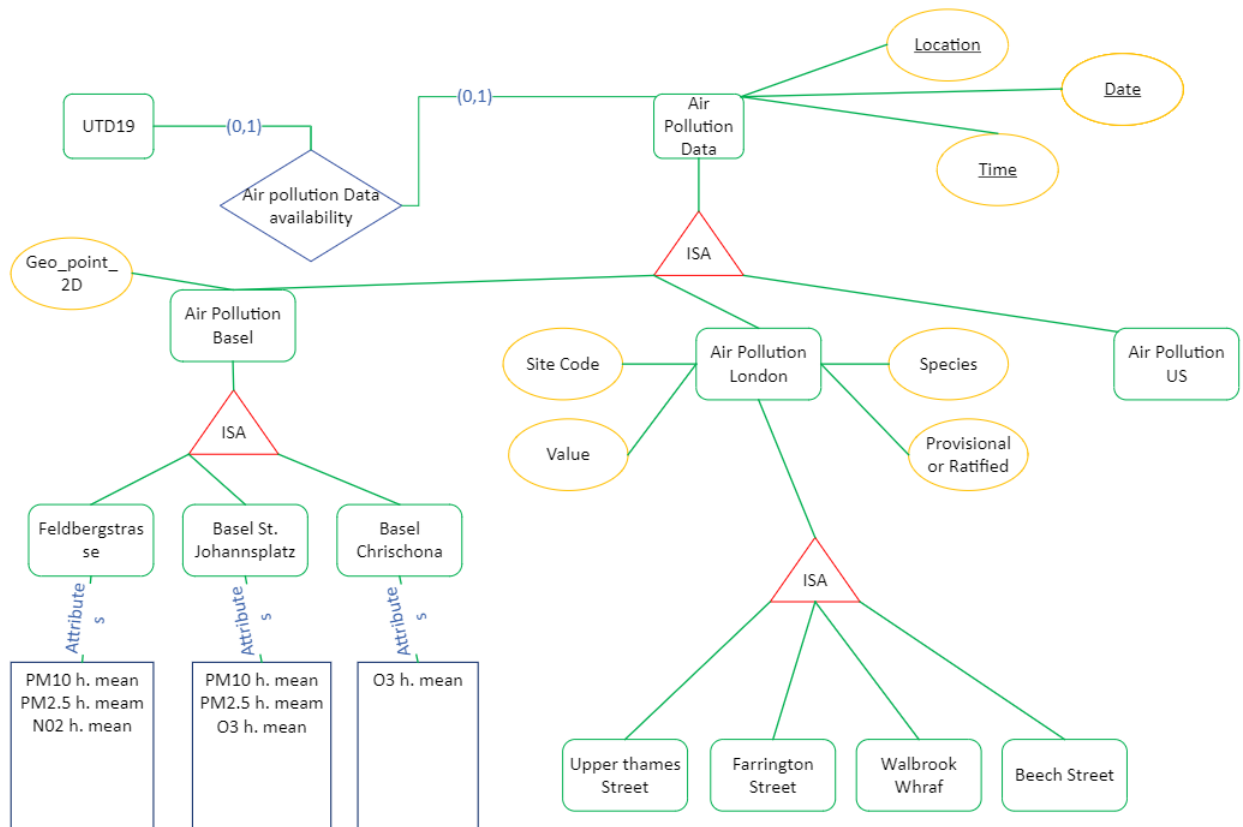 Location
(0,1)
Air
Pollution
Data
Date
UTD19
(0,1)
Time
Air pollution Data
availability
ISA
Geo_point_
2D
Air Pollution
Basel
Site Code
Air Pollution
London
Species
Air Pollution
US
ISA
Value
Provisional
or Ratified
Feldbergstras
se
Basel St.
Johannsplatz
Basel
Chrischona
ISA
Attribute
s
Attribute
s
Attribute
s
PM10 h. mean
PM2.5 h. meam
N02 h. mean
PM10 h. mean
PM2.5 h. meam
O3 h. mean
O3 h. mean
Upper thames
Street
Farrington
Street
Walbrook
Whraf
Beech Street